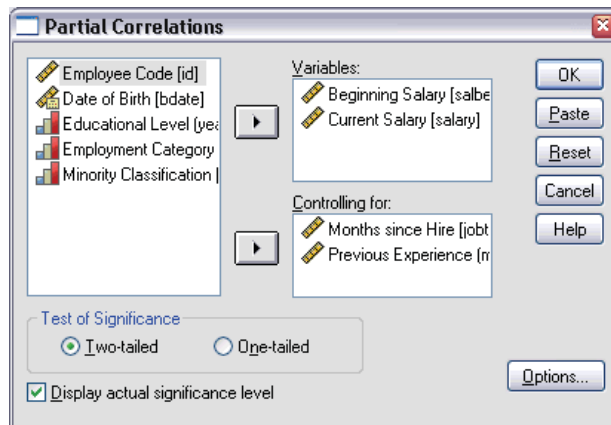 Partial Correlations
Employee Code [id]
Date of Birth [bdate]
Educational Level (yea
Employment Category
Minority Classification [
Variables:
Beginning Salary [salbe
Current Salary [salary]
Controlling for:
Months since Hire [jobt
Previous Experience (m
OK
Paste
Reset
Cancel
Help
Test of Significance
Two-tailed
One-tailed
Display actual significance level
Options...